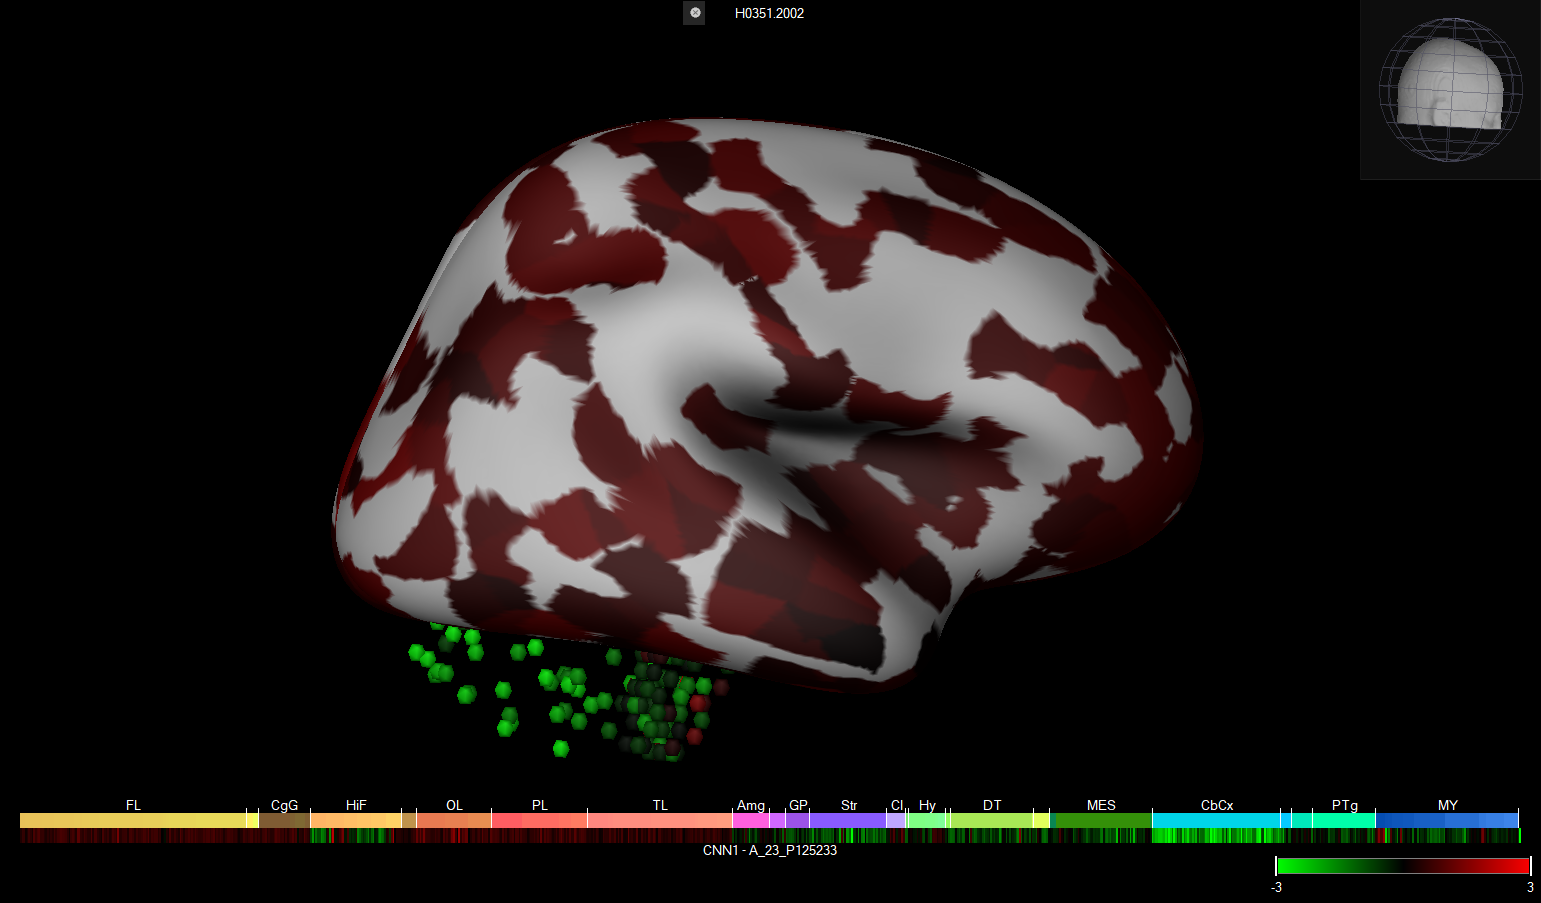 H0351.2002
FL CgG HiF OL PL TL Amg GP Str Cl Hy DT MES CbCx PTg MY
CNN1 - A_23_P125233
-3 3